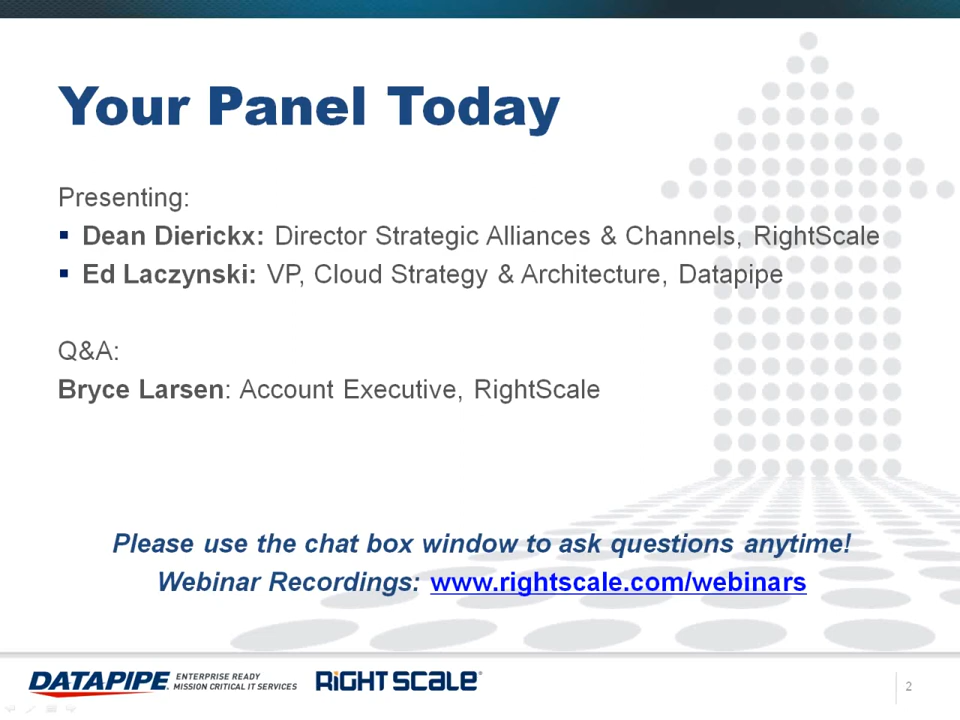 Your Panel Today
Presenting:
▪ Dean Dierickx: Director Strategic Alliances & Channels, RightScale
▪ Ed Laczynski: VP, Cloud Strategy & Architecture, Datapipe
Q&A:
Bryce Larsen: Account Executive, RightScale
Please use the chat box window to ask questions anytime!
Webinar Recordings: www.rightscale.com/webinars
DATAPIPE. ENTERPRISE READY
MISSION CRITICAL IT SERVICES
RIGHTSCALE®
2